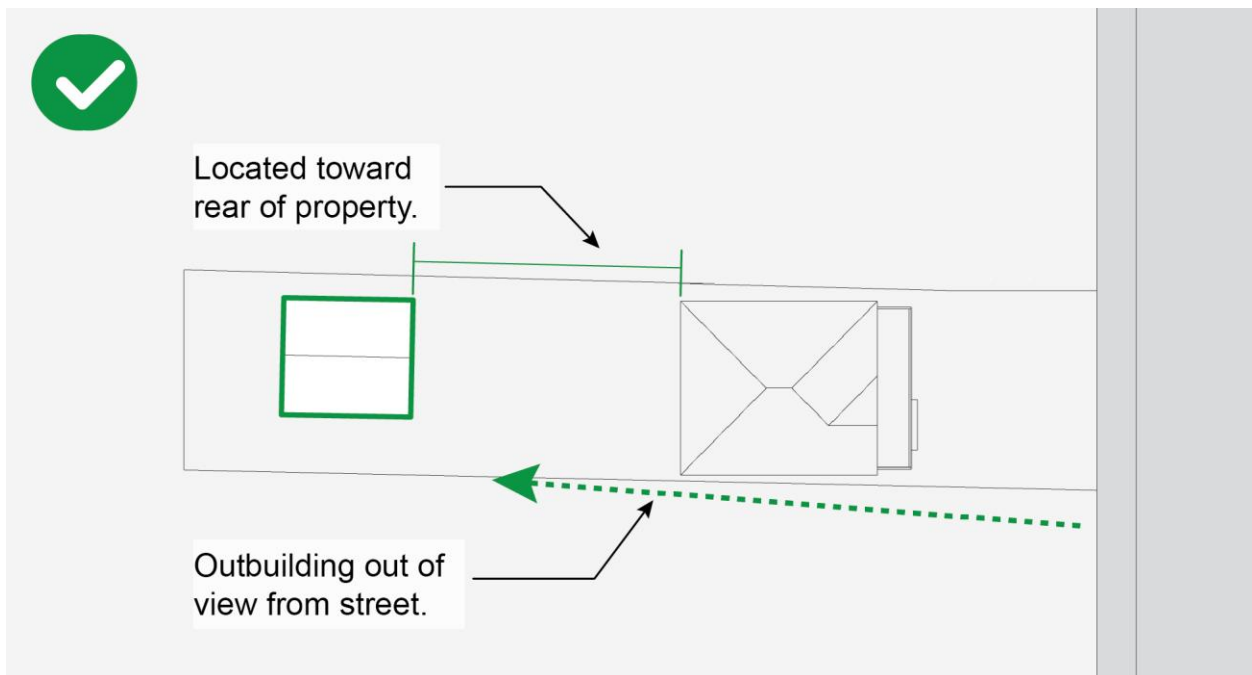 Located toward
rear of property.
Outbuilding out of
view from street.